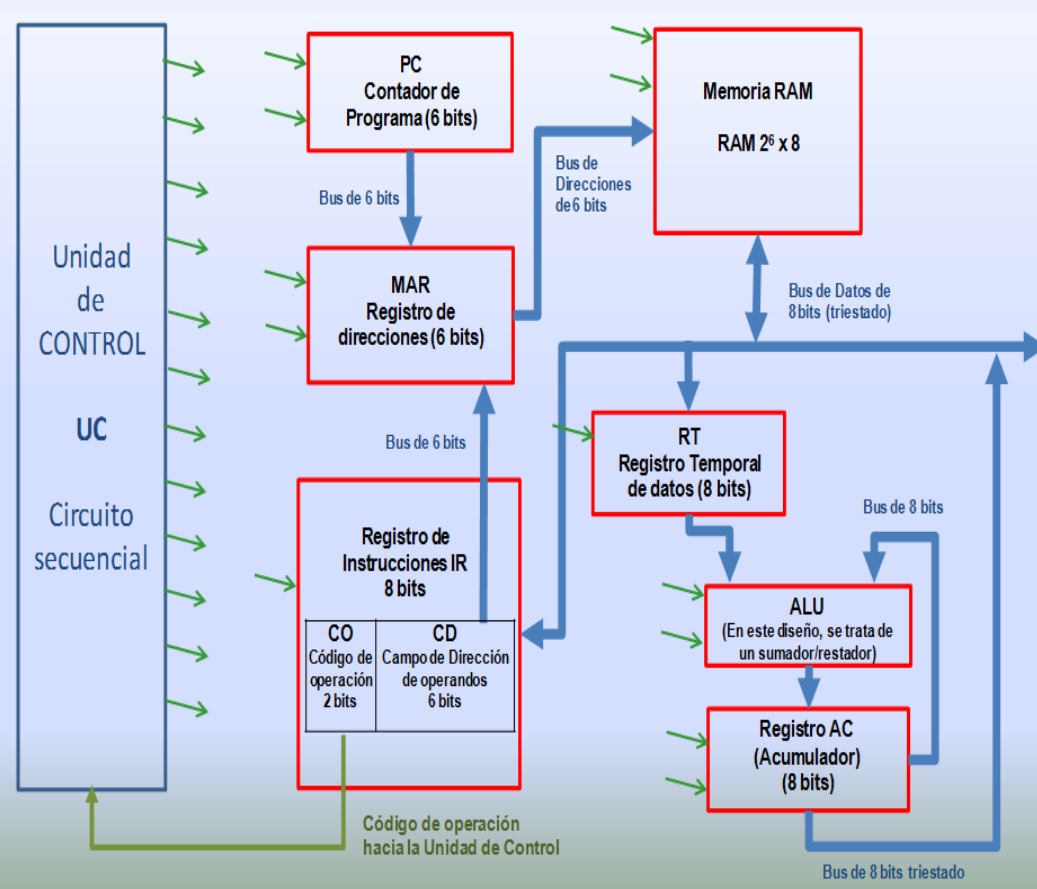 Unidad
de
CONTROL
UC
Circuito
secuencial
PC
Contador de
Programa (6 bits)
Bus de 6 bits
MAR
Registro de
direcciones (6 bits)
Bus de 6 bits
Registro de
Instrucciones IR
8 bits
CO
Código de
operación
2 bits
CD
Campo de Dirección
de operandos
6 bits
Código de operación
hacia la Unidad de Control
Bus de
Direcciones
de 6 bits
Memoria RAM
RAM 2⁶ x 8
Bus de Datos de
8 bits (triestado)
RT
Registro Temporal
de datos (8 bits)
Bus de 8 bits
ALU
(En este diseño, se trata de
un sumador/restador)
Registro AC
(Acumulador)
(8 bits)
Bus de 8 bits triestado